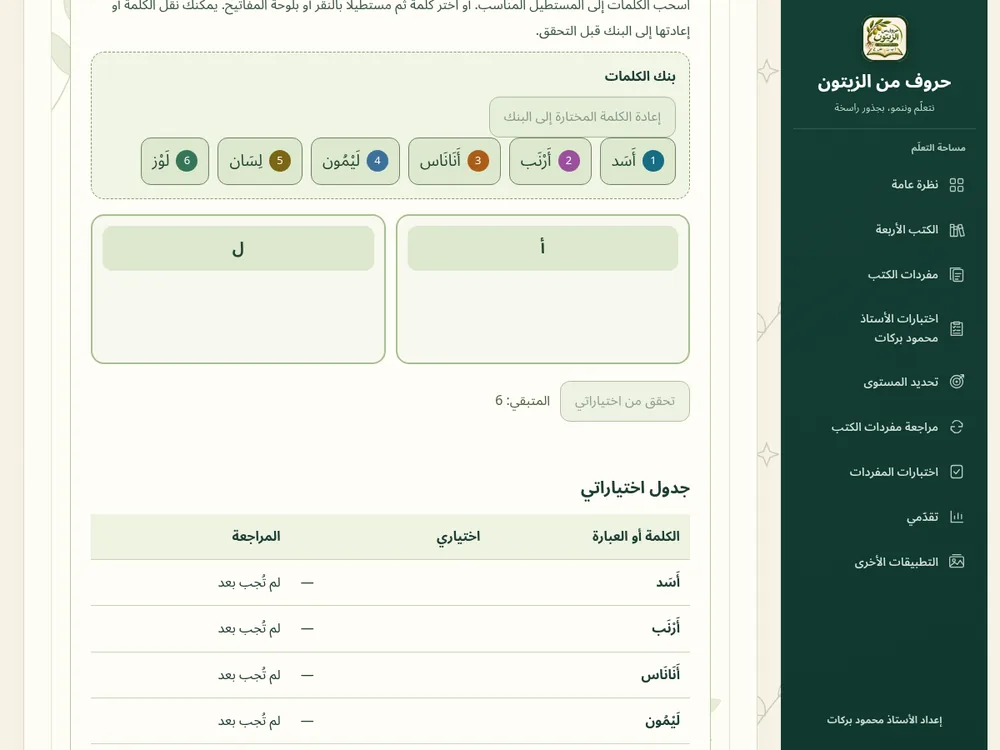 اسحب الكلمات إلى المستطيل المناسب، أو اختر كلمة ثم مستطيلًا بالنقر أو بلوحة المفاتيح. يمكنك نقل الكلمة أو
إعادتها إلى البنك قبل التحقق.
بنك الكلمات
إعادة الكلمة المختارة إلى البنك
1 أَسَد
2 أَرْنَب
3 أَنَانَاس
4 لَيْمُون
5 لِسَان
6 لَوْز
أ
ل
تحقق من اختياراتي
المتبقي: 6
جدول اختياراتي
الكلمة أو العبارة اختياري المراجعة
أَسَد — لم تُجب بعد
أَرْنَب — لم تُجب بعد
أَنَانَاس — لم تُجب بعد
لَيْمُون — لم تُجب بعد
حروف من الزيتون
نتعلّم وننمو، بجذور راسخة
مساحة التعلّم
نظرة عامة
الكتب الأربعة
مفردات الكتب
اختبارات الأستاذ
محمود بركات
تحديد المستوى
مراجعة مفردات الكتب
اختبارات المفردات
تقدّمي
التطبيقات الأخرى
إعداد الأستاذ محمود بركات